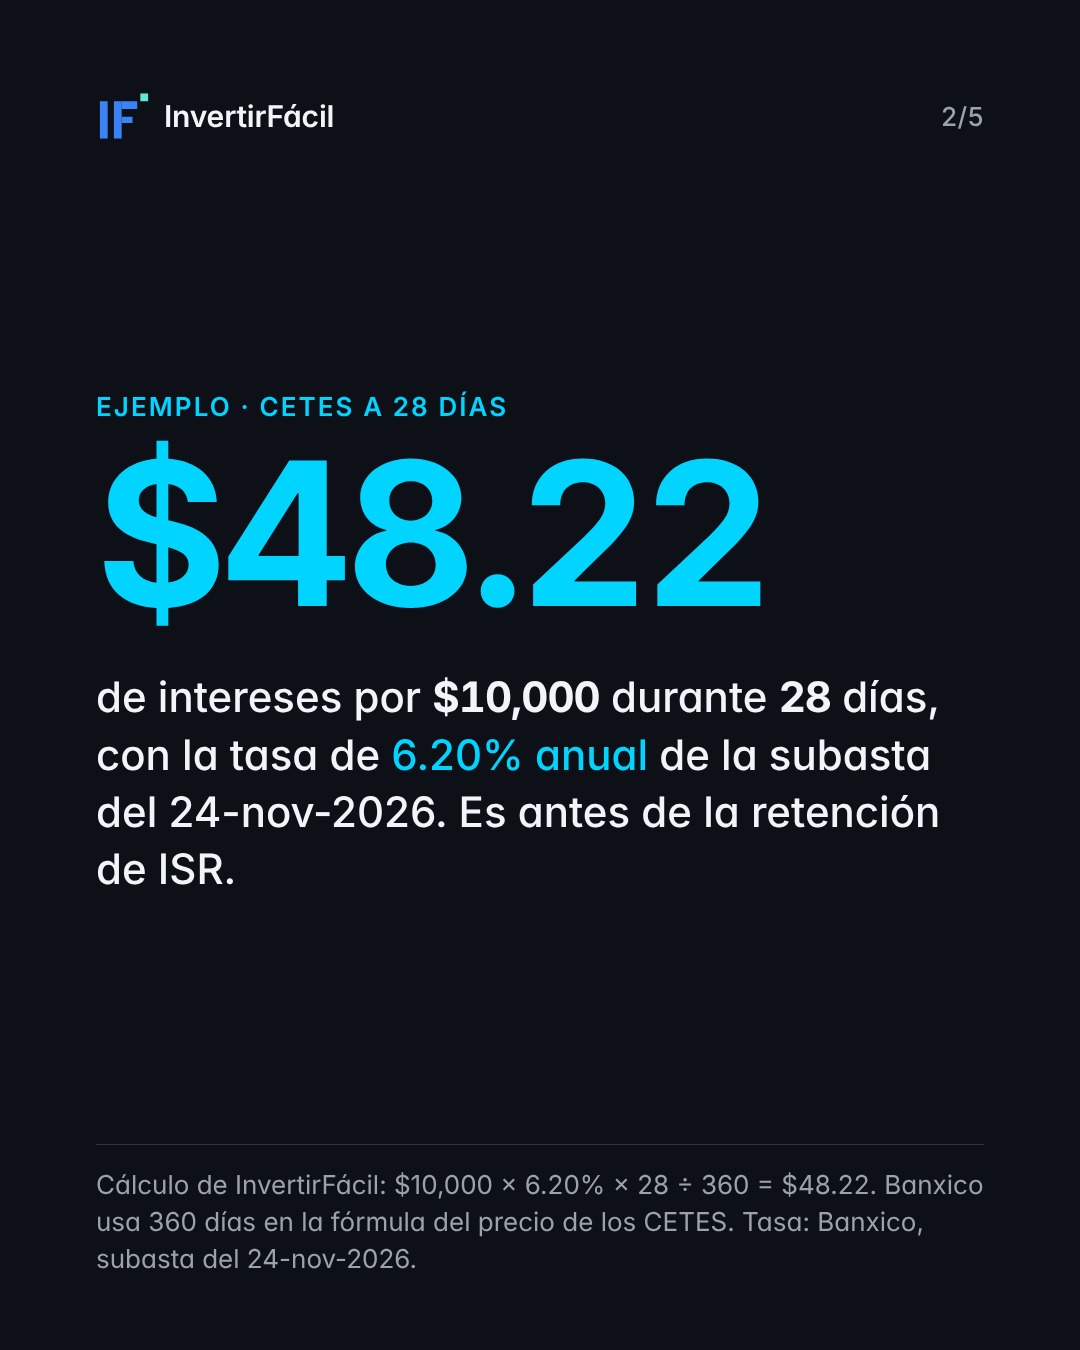 IF InvertirFácil
2/5
EJEMPLO · CETES A 28 DÍAS
$48.22
de intereses por $10,000 durante 28 días,
con la tasa de 6.20% anual de la subasta
del 24-nov-2026. Es antes de la retención
de ISR.
Cálculo de InvertirFácil: $10,000 × 6.20% × 28 ÷ 360 = $48.22. Banxico
usa 360 días en la fórmula del precio de los CETES. Tasa: Banxico,
subasta del 24-nov-2026.